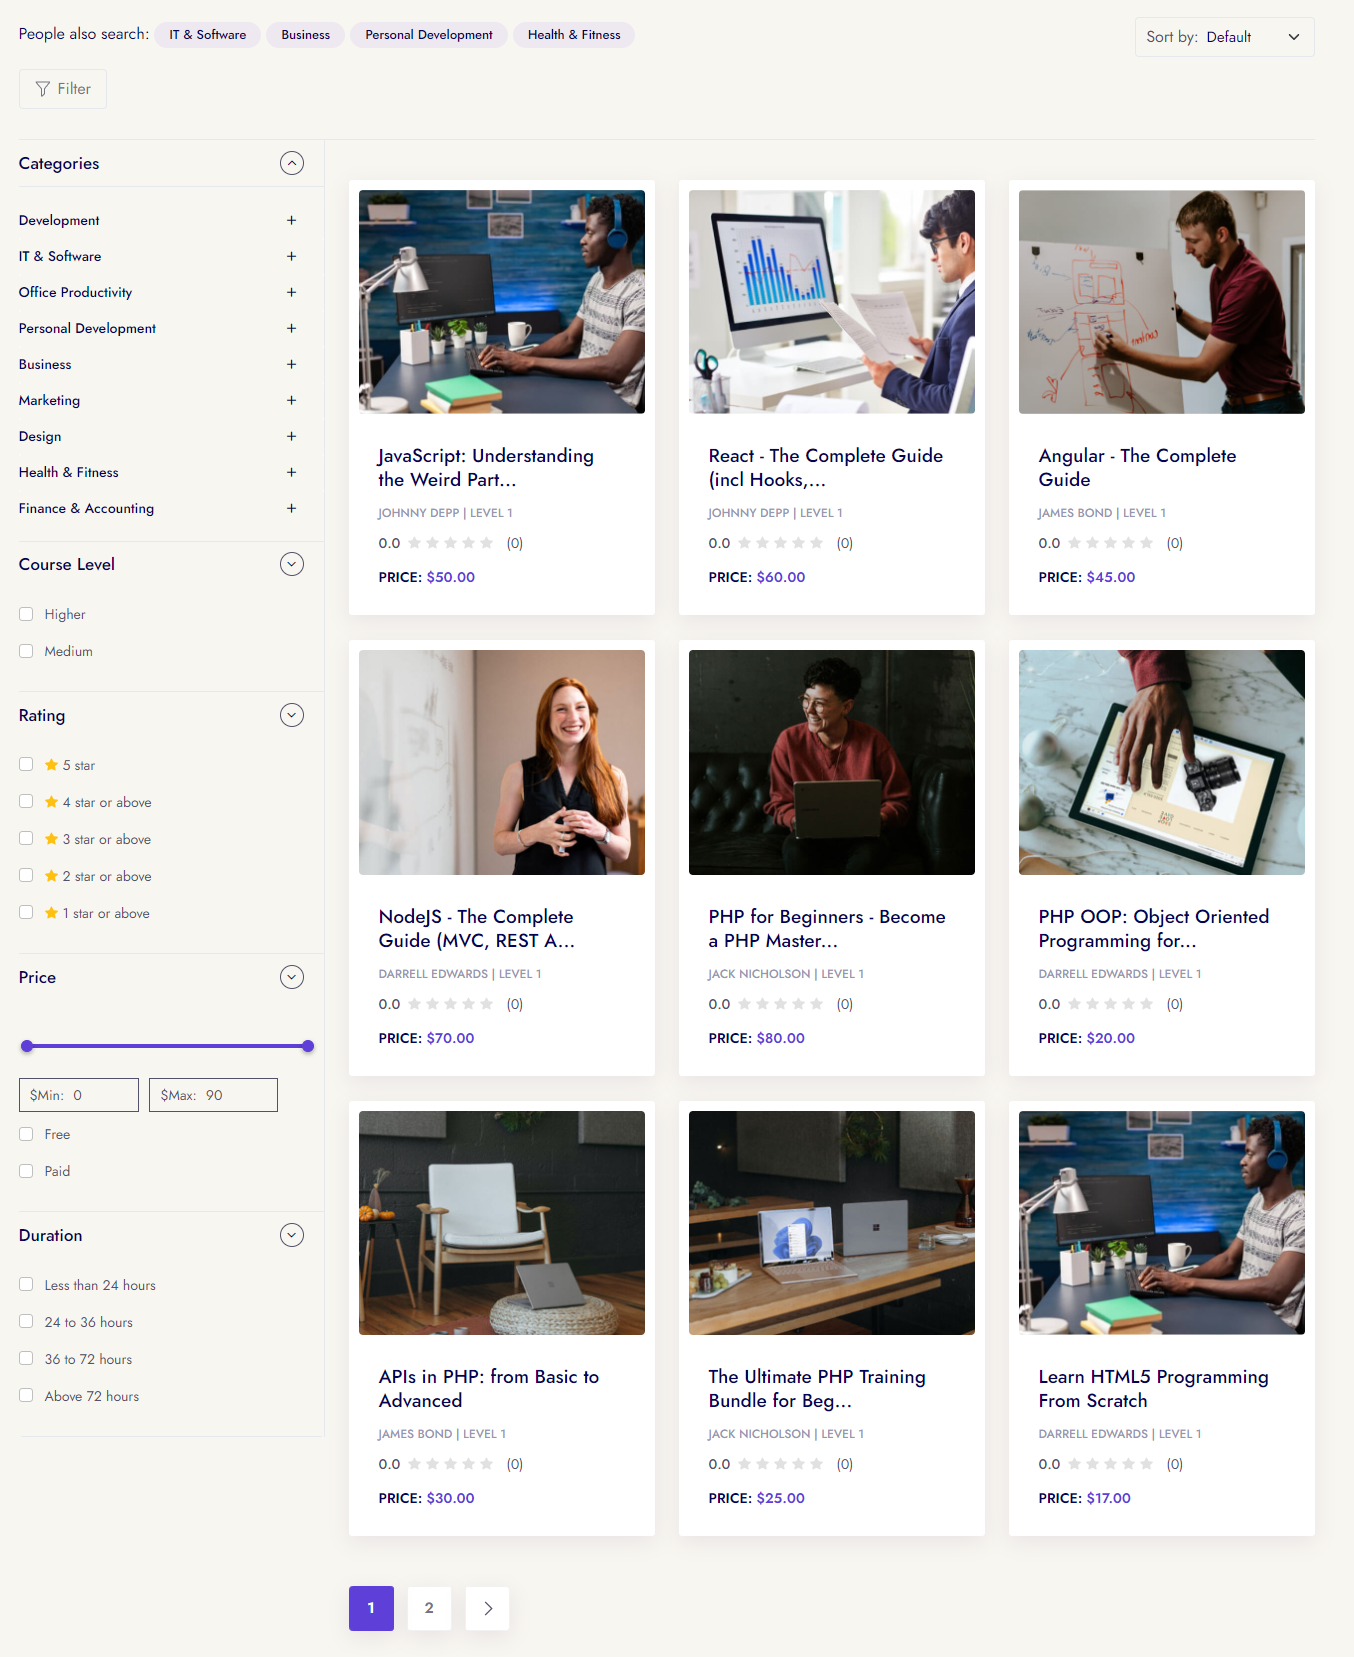 People also search: IT & Software Business Personal Development Health & Fitness
Sort by: Default
Filter
Categories
Development
IT & Software
Office Productivity
Personal Development
Business
Marketing
Design
Health & Fitness
Finance & Accounting
Course Level
Higher
Medium
Rating
5 star
4 star or above
3 star or above
2 star or above
1 star or above
Price
$Min: 0 $Max: 90
Free
Paid
Duration
Less than 24 hours
24 to 36 hours
36 to 72 hours
Above 72 hours
JavaScript: Understanding
the Weird Part...
JOHNNY DEPP | LEVEL 1
0.0 (0)
PRICE: $50.00
React - The Complete Guide
(incl Hooks,...
JOHNNY DEPP | LEVEL 1
0.0 (0)
PRICE: $60.00
Angular - The Complete
Guide
JAMES BOND | LEVEL 1
0.0 (0)
PRICE: $45.00
NodeJS - The Complete
Guide (MVC, REST A...
DARRELL EDWARDS | LEVEL 1
0.0 (0)
PRICE: $70.00
PHP for Beginners - Become
a PHP Master...
JACK NICHOLSON | LEVEL 1
0.0 (0)
PRICE: $80.00
PHP OOP: Object Oriented
Programming for...
DARRELL EDWARDS | LEVEL 1
0.0 (0)
PRICE: $20.00
APIs in PHP: from Basic to
Advanced
JAMES BOND | LEVEL 1
0.0 (0)
PRICE: $30.00
The Ultimate PHP Training
Bundle for Beg...
JACK NICHOLSON | LEVEL 1
0.0 (0)
PRICE: $25.00
Learn HTML5 Programming
From Scratch
DARRELL EDWARDS | LEVEL 1
0.0 (0)
PRICE: $17.00
1 2